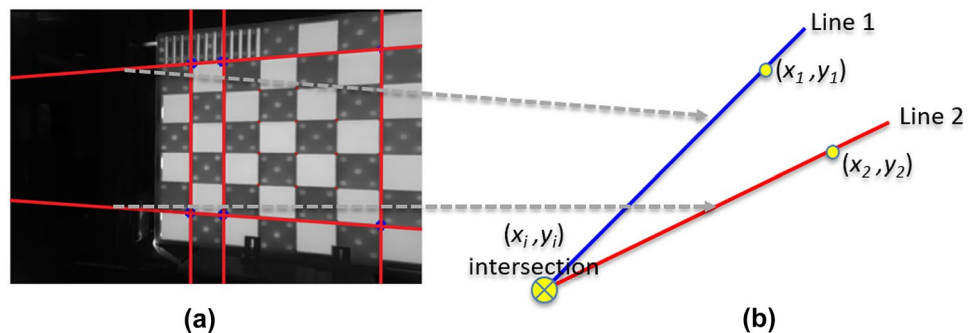 Line 1
(x1,y1)
Line 2
(x2,y2)
(xi,yi)
intersection
(a)
(b)